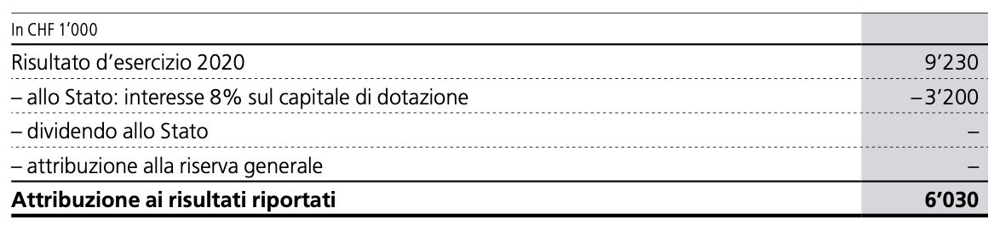 In CHF 1’000
Risultato d’esercizio 2020 9’230
– allo Stato: interesse 8% sul capitale di dotazione –3’200
– dividendo allo Stato –
– attribuzione alla riserva generale –
Attribuzione ai risultati riportati 6’030